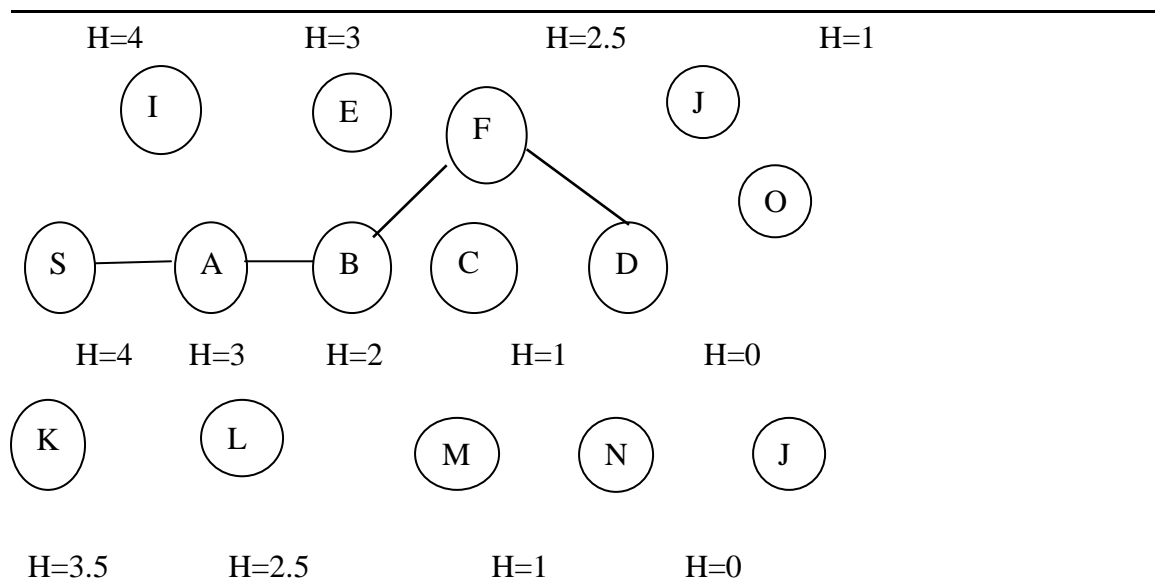 H=4 H=3 H=2.5 H=1
I E F J
O
S A B C D
H=4 H=3 H=2 H=1 H=0
K L M N J
H=3.5 H=2.5 H=1 H=0